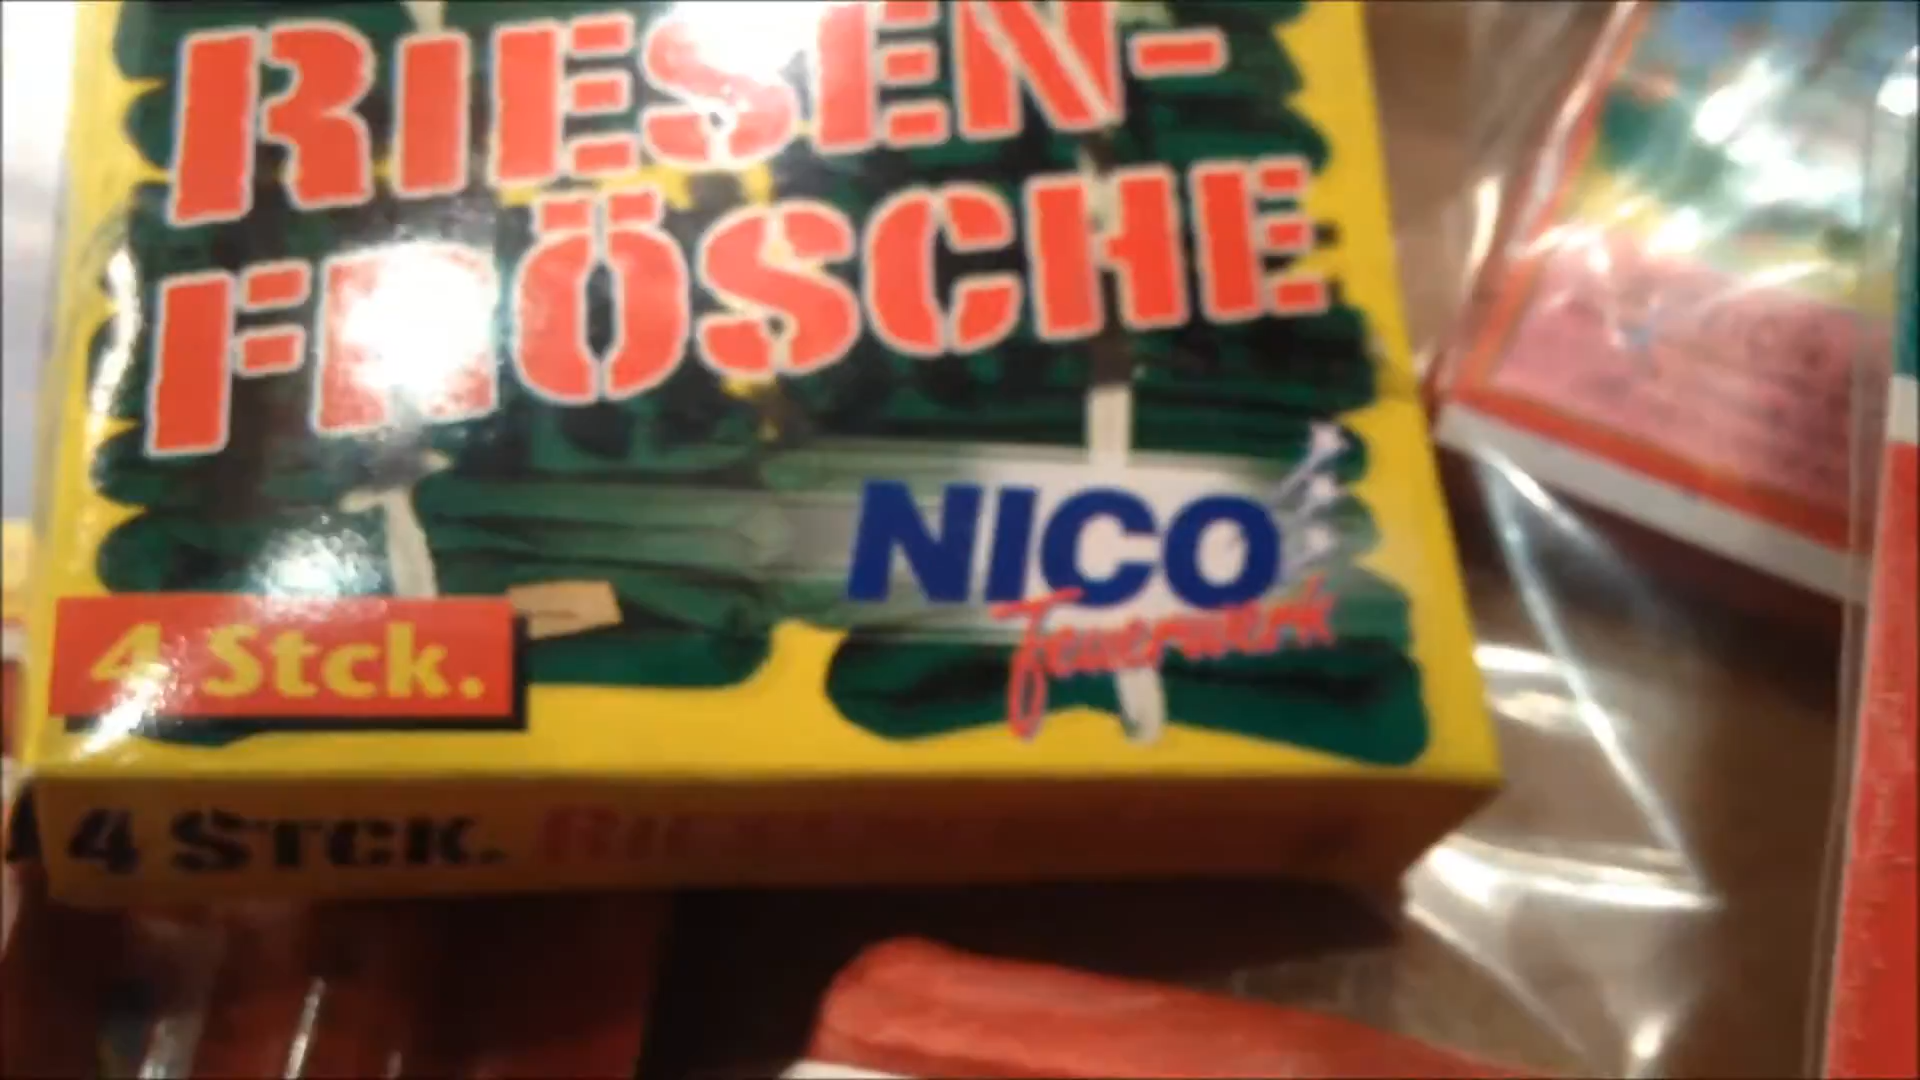 RIESEN-
FRÖSCHE
NICO
Feuerwerk
4 Stck.
4 STCK.